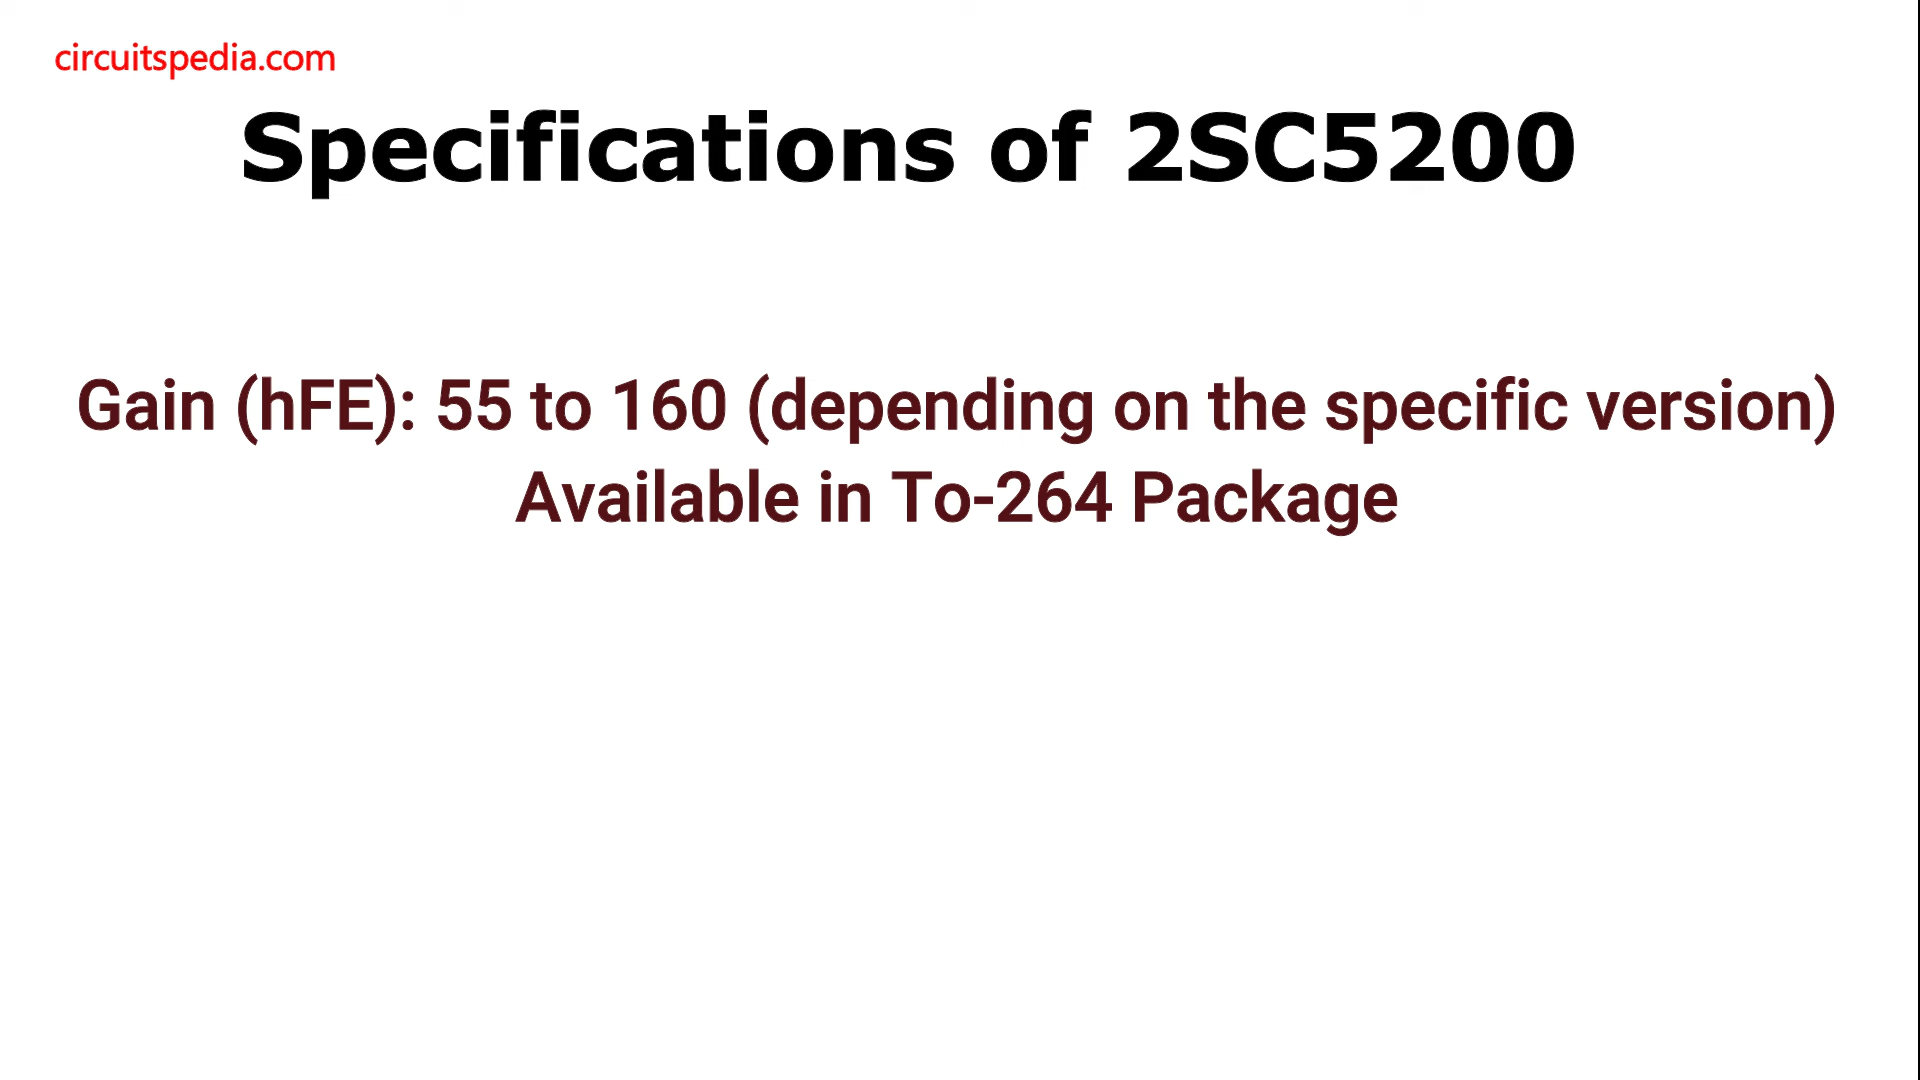 circuitspedia.com
Specifications of 2SC5200
Gain (hFE): 55 to 160 (depending on the specific version)
Available in To-264 Package